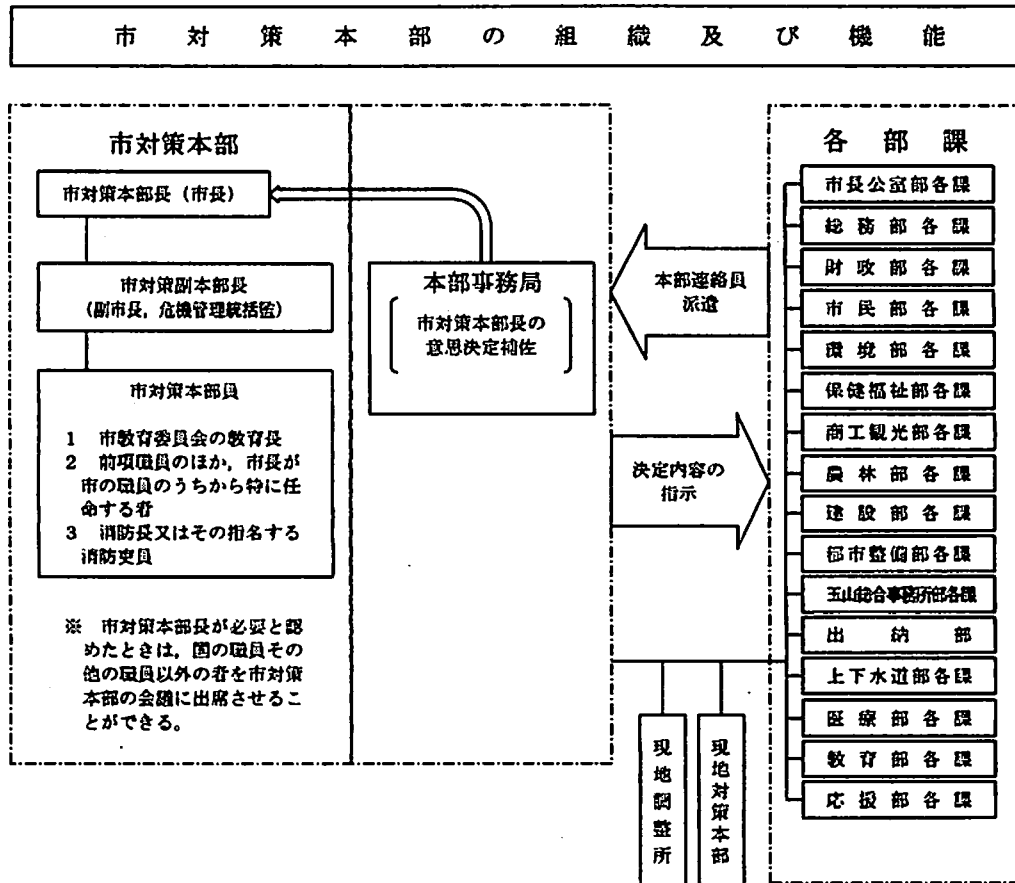 市対策本部の組織及び機能
市対策本部
市対策本部長（市長）
市対策副本部長
（副市長，危機管理統括監）
市対策本部員
1　市教育委員会の教育長
2　前項職員のほか，市長が
市の職員のうちから特に任
命する者
3　消防長又はその指名する
消防吏員
※　市対策本部長が必要と認
めたときは，国の職員その
他の職員以外の者を市対策
本部の会議に出席させるこ
とができる。
本部事務局
市対策本部長の
意思決定補佐
本部連絡員
派遣
決定内容の
指示
現地調整所
現地対策本部
各部課
市長公室部各課
総務部各課
財政部各課
市民部各課
環境部各課
保健福祉部各課
商工観光部各課
農林部各課
建設部各課
都市整備部各課
玉山総合事務所部各課
出納部
上下水道部各課
医療部各課
教育部各課
応援部各課